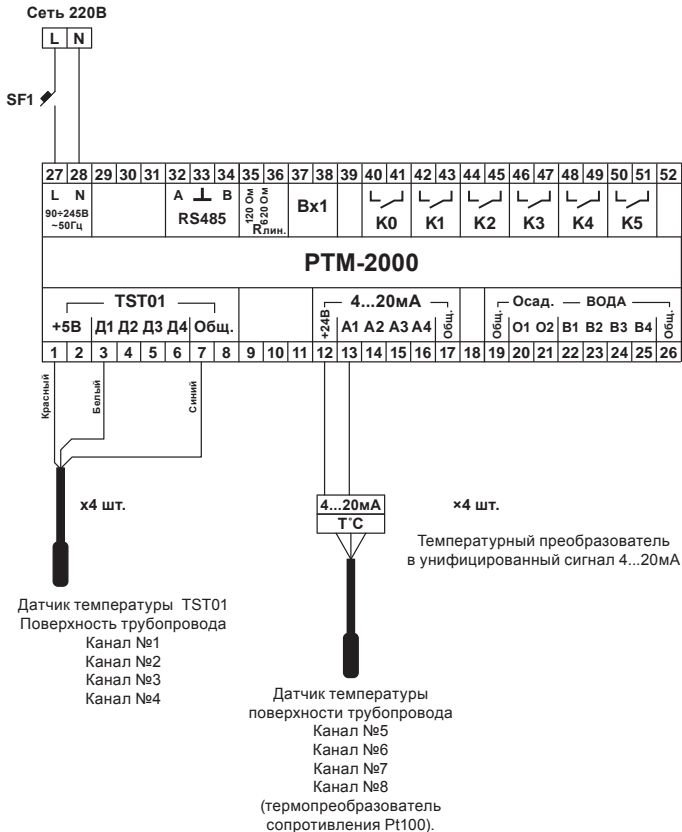 Сеть 220В
L N
SF1
27 28 29 30 31 32 33 34 35 36 37 38 39 40 41 42 43 44 45 46 47 48 49 50 51 52
L N
90÷245В
~50Гц
A ⊥ B
RS485
120 Ом
620 Ом
Rлин.
Вх1
K0 K1 K2 K3 K4 K5
PTM-2000
TST01
+5В Д1 Д2 Д3 Д4 Общ.
4...20мА
+24В A1 A2 A3 A4 Общ.
Осад. — ВОДА
Общ. О1 О2 В1 В2 В3 В4 Общ.
1 2 3 4 5 6 7 8 9 10 11 12 13 14 15 16 17 18 19 20 21 22 23 24 25 26
Красный
Белый
Синий
x4 шт.
4...20мА
T°C
×4 шт.
Температурный преобразователь
в унифицированный сигнал 4...20мА
Датчик температуры TST01
Поверхность трубопровода
Канал №1
Канал №2
Канал №3
Канал №4
Датчик температуры
поверхности трубопровода
Канал №5
Канал №6
Канал №7
Канал №8
(термопреобразователь
сопротивления Pt100).